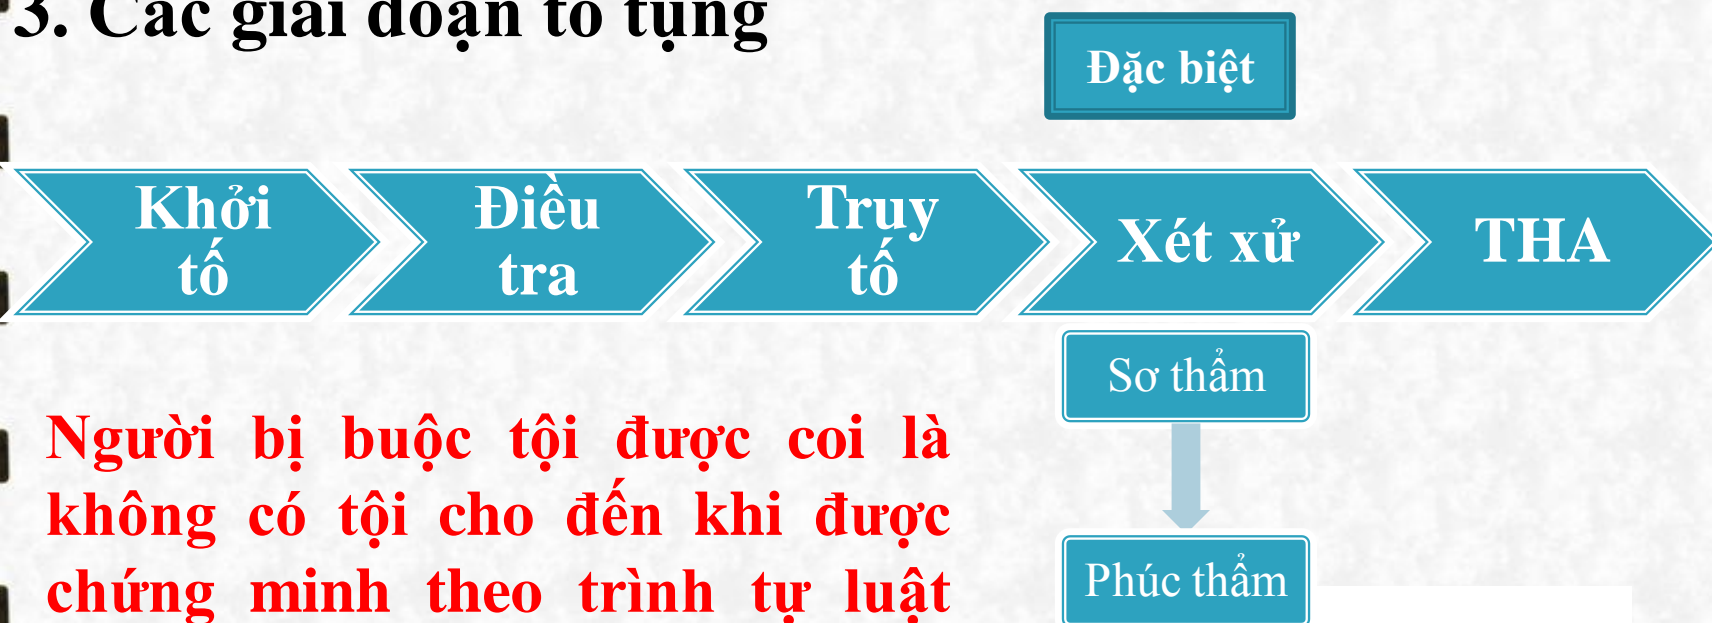 3. Các giai đoạn tố tụng
Đặc biệt
Khởi
tố
Điều
tra
Truy
tố
Xét xử
THA
Sơ thẩm
Phúc thẩm
Người bị buộc tội được coi là
không có tội cho đến khi được
chứng minh theo trình tự luật